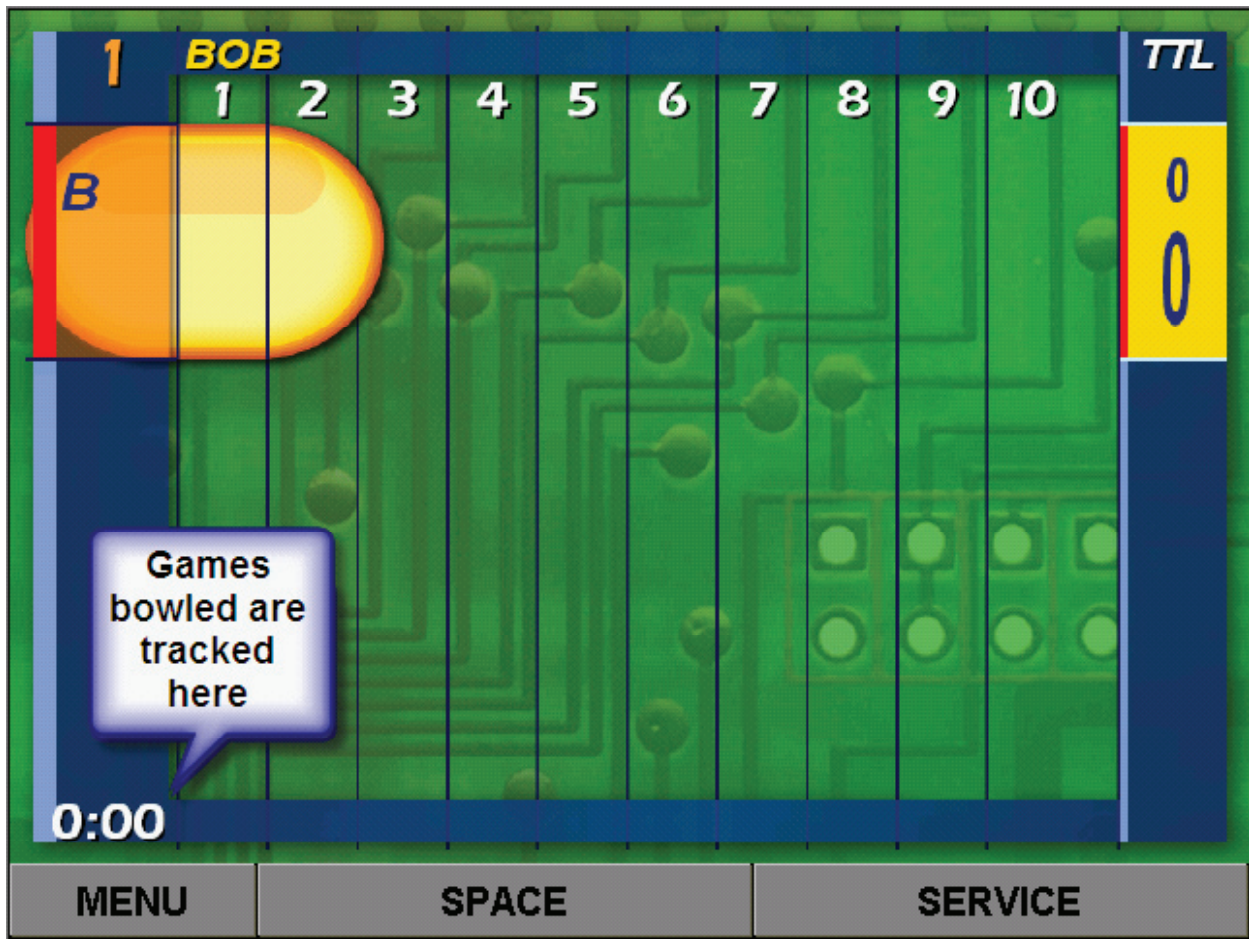 1 BOB TTL
1 2 3 4 5 6 7 8 9 10
B 0
0
Games
bowled are
tracked
here
0:00
MENU SPACE SERVICE